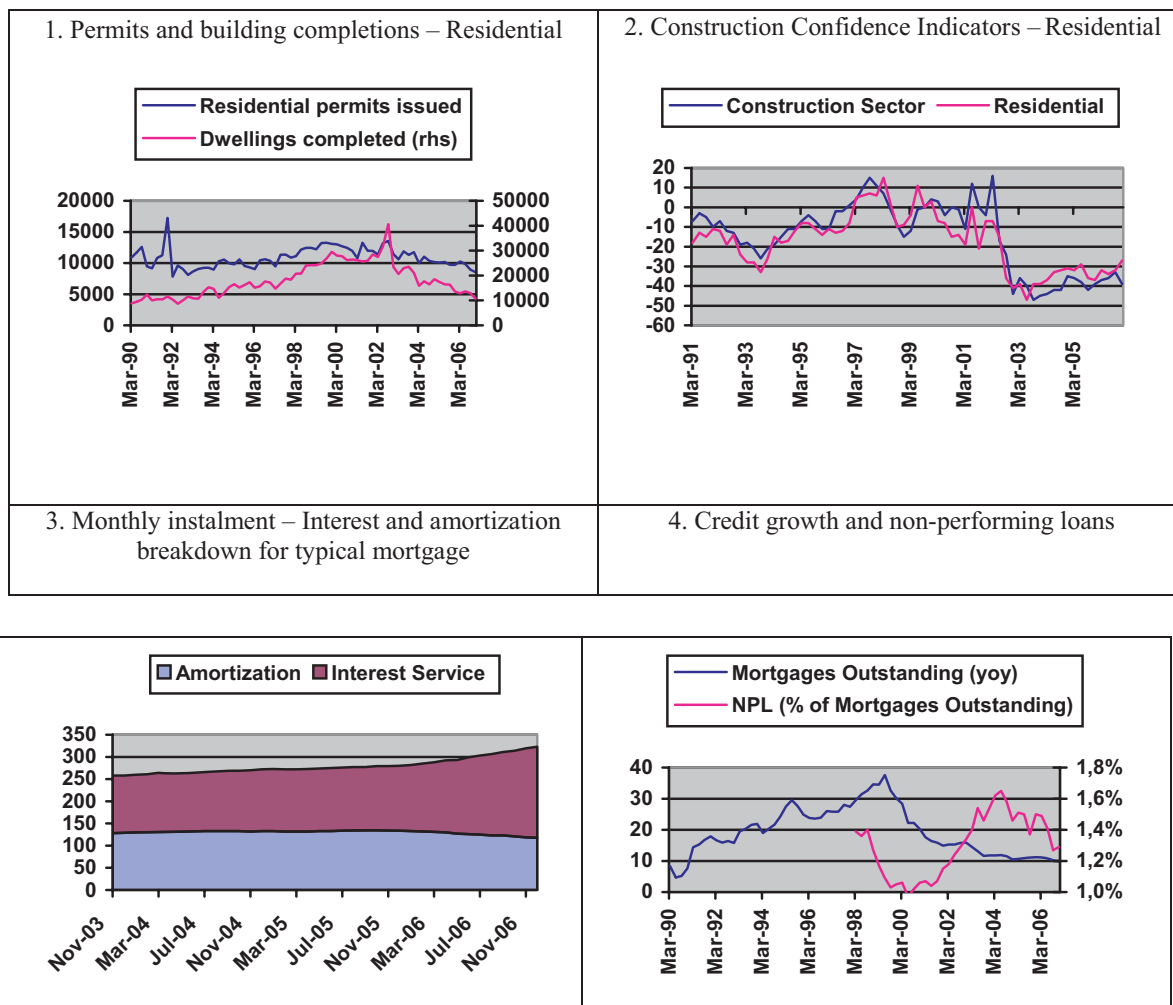 1. Permits and building completions – Residential
Residential permits issued
Dwellings completed (rhs)
20000
15000
10000
5000
0
50000
40000
30000
20000
10000
0
Mar-90
Mar-92
Mar-94
Mar-96
Mar-98
Mar-00
Mar-02
Mar-04
Mar-06
2. Construction Confidence Indicators – Residential
Construction Sector
Residential
20
10
0
-10
-20
-30
-40
-50
-60
Mar-91
Mar-93
Mar-95
Mar-97
Mar-99
Mar-01
Mar-03
Mar-05
3. Monthly instalment – Interest and amortization
breakdown for typical mortgage
4. Credit growth and non-performing loans
Amortization
Interest Service
350
300
250
200
150
100
50
0
Nov-03
Mar-04
Jul-04
Nov-04
Mar-05
Jul-05
Nov-05
Mar-06
Jul-06
Nov-06
Mortgages Outstanding (yoy)
NPL (% of Mortgages Outstanding)
40
30
20
10
0
1,8%
1,6%
1,4%
1,2%
1,0%
Mar-90
Mar-92
Mar-94
Mar-96
Mar-98
Mar-00
Mar-02
Mar-04
Mar-06